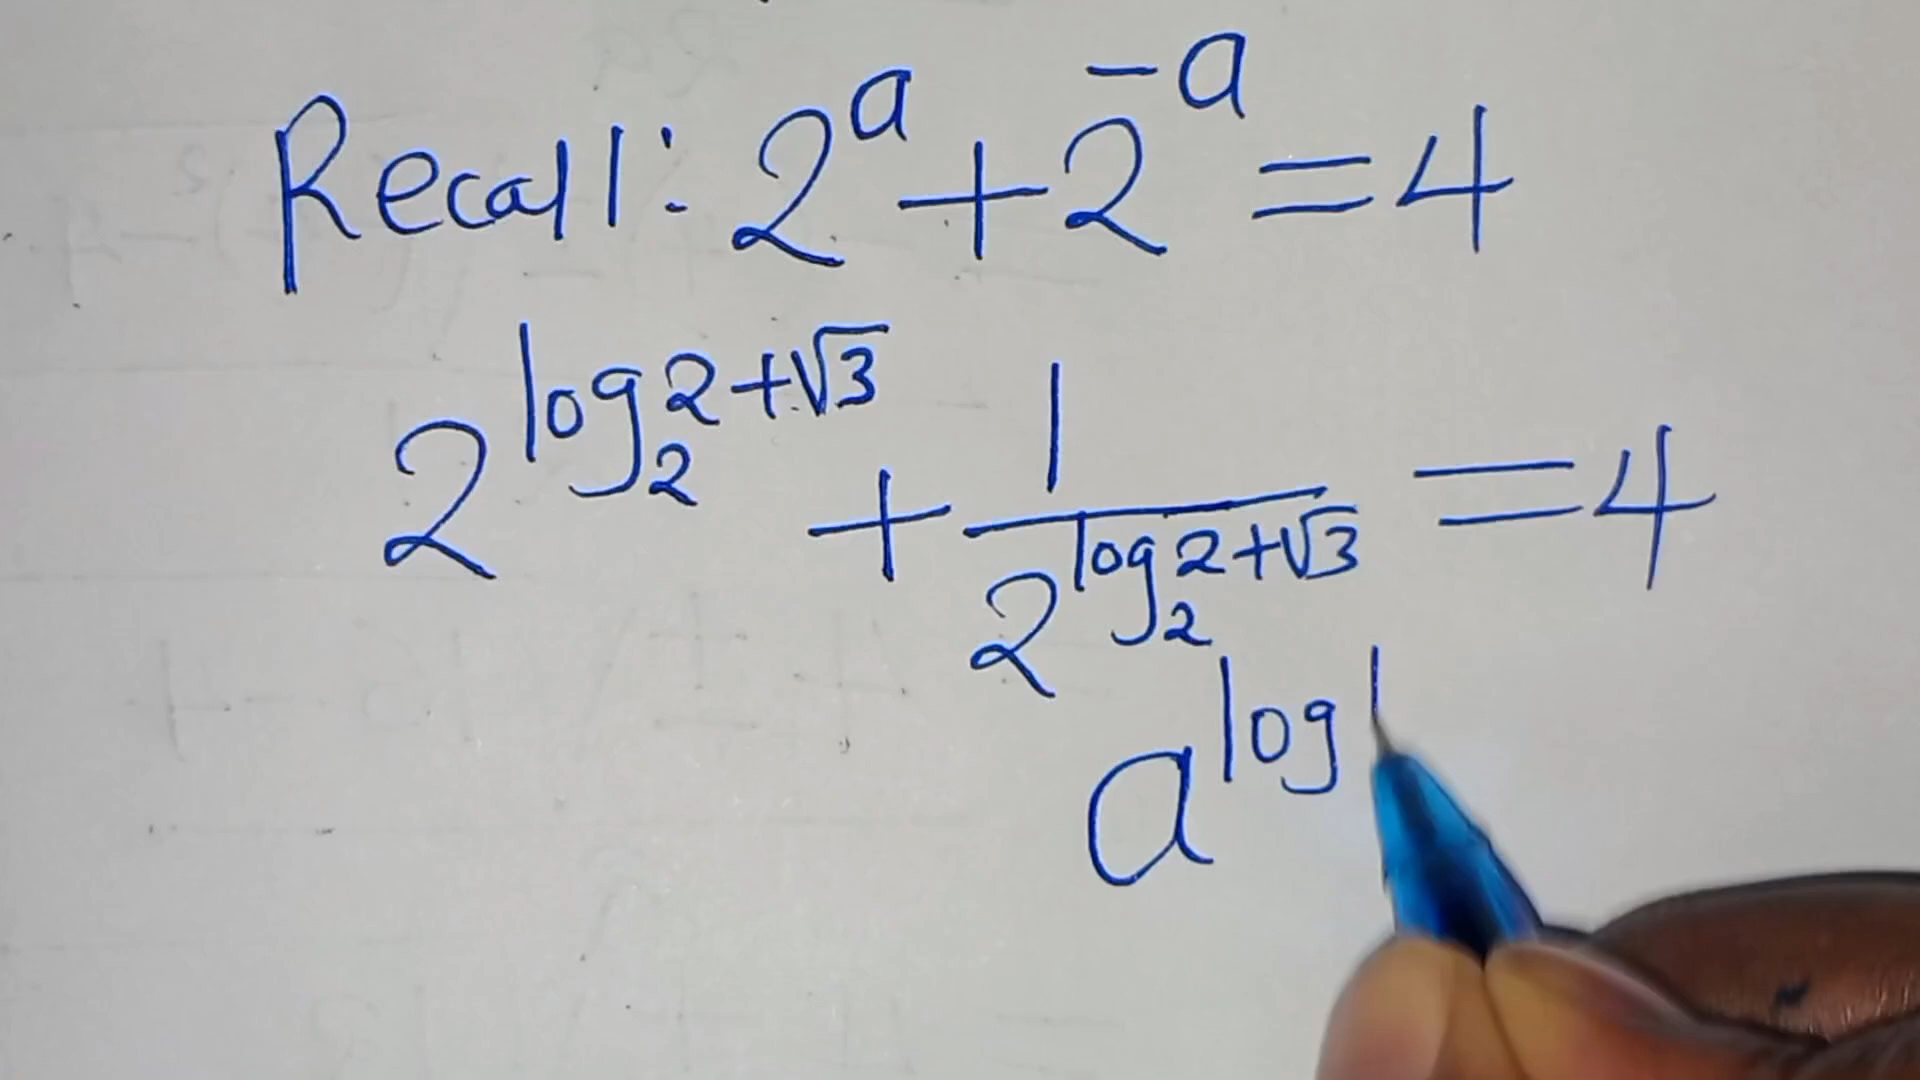 Recall: 2^a + 2^-a = 4
2^log_2 2+√3 + 1/2^log_2 2+√3 = 4
a^log